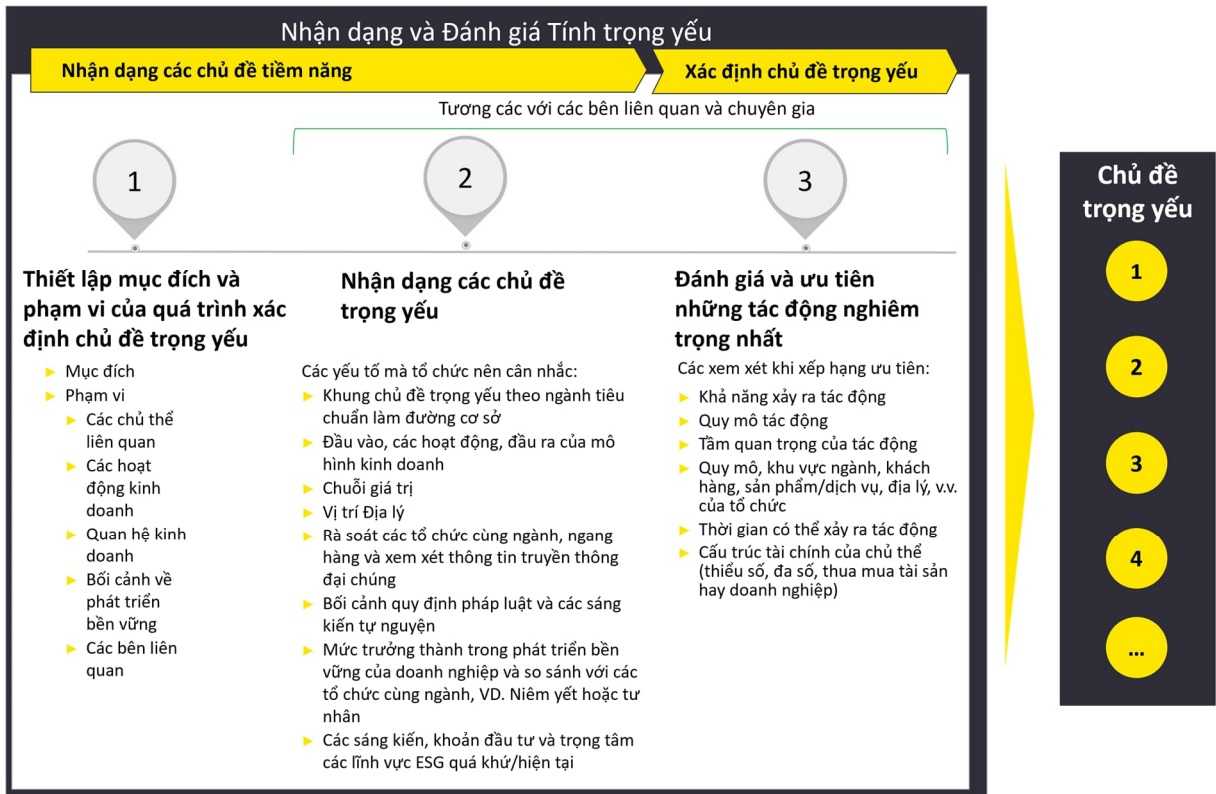 Nhận dạng và Đánh giá Tính trọng yếu
Nhận dạng các chủ đề tiềm năng
Xác định chủ đề trọng yếu
Tương các với các bên liên quan và chuyên gia
1
2
3
Thiết lập mục đích và
phạm vi của quá trình xác
định chủ đề trọng yếu
► Mục đích
► Phạm vi
► Các chủ thể
liên quan
► Các hoạt
động kinh
doanh
► Quan hệ kinh
doanh
► Bối cảnh về
phát triển
bền vững
► Các bên liên
quan
Nhận dạng các chủ đề
trọng yếu
Các yếu tố mà tổ chức nên cân nhắc:
► Khung chủ đề trọng yếu theo ngành tiêu
chuẩn làm đường cơ sở
► Đầu vào, các hoạt động, đầu ra của mô
hình kinh doanh
► Chuỗi giá trị
► Vị trí Địa lý
► Rà soát các tổ chức cùng ngành, ngang
hàng và xem xét thông tin truyền thông
đại chúng
► Bối cảnh quy định pháp luật và các sáng
kiến tự nguyện
► Mức trưởng thành trong phát triển bền
vững của doanh nghiệp và so sánh với các
tổ chức cùng ngành, VD. Niêm yết hoặc tư
nhân
► Các sáng kiến, khoản đầu tư và trọng tâm
các lĩnh vực ESG quá khứ/hiện tại
Đánh giá và ưu tiên
những tác động nghiêm
trọng nhất
Các xem xét khi xếp hạng ưu tiên:
► Khả năng xảy ra tác động
► Quy mô tác động
► Tầm quan trọng của tác động
► Quy mô, khu vực ngành, khách
hàng, sản phẩm/dịch vụ, địa lý, v.v.
của tổ chức
► Thời gian có thể xảy ra tác động
► Cấu trúc tài chính của chủ thể
(thiểu số, đa số, thua mua tài sản
hay doanh nghiệp)
Chủ đề
trọng yếu
1
2
3
4
...